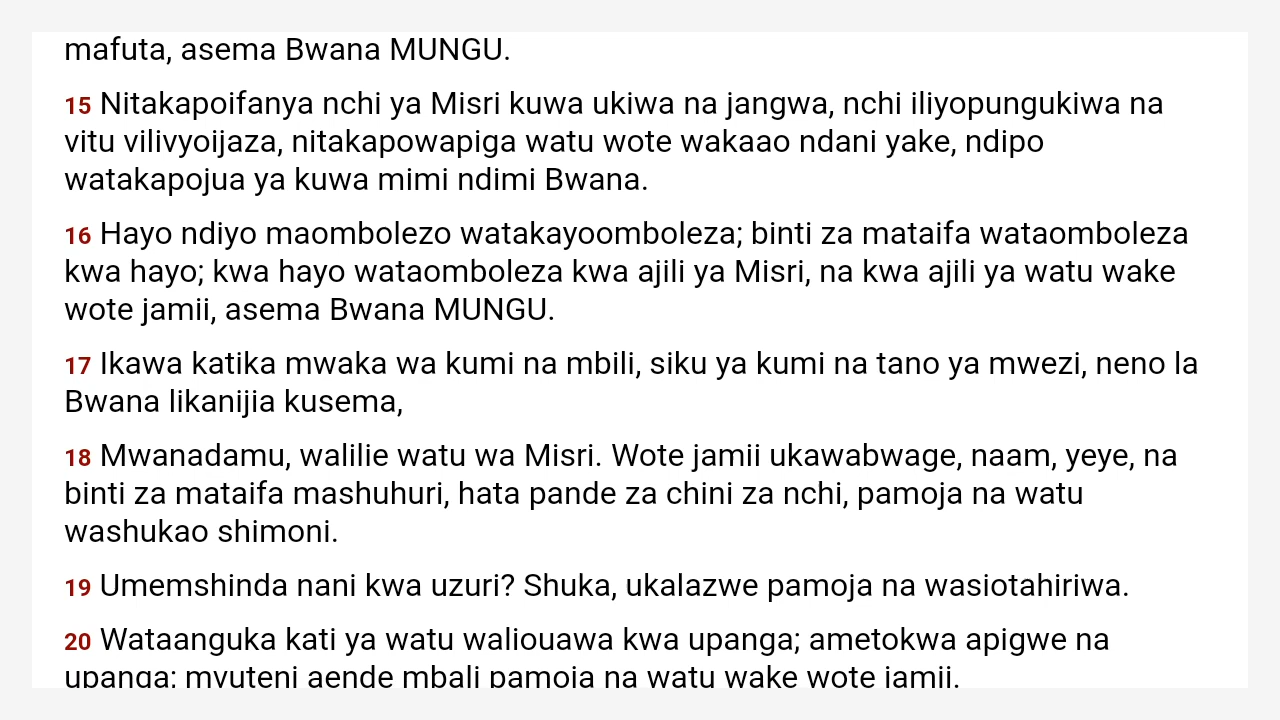 mafuta, asema Bwana MUNGU.
15 Nitakapoifanya nchi ya Misri kuwa ukiwa na jangwa, nchi iliyopungukiwa na
vitu vilivyoijaza, nitakapowapiga watu wote wakaao ndani yake, ndipo
watakapojua ya kuwa mimi ndimi Bwana.
16 Hayo ndiyo maombolezo watakayoomboleza; binti za mataifa wataomboleza
kwa hayo; kwa hayo wataomboleza kwa ajili ya Misri, na kwa ajili ya watu wake
wote jamii, asema Bwana MUNGU.
17 Ikawa katika mwaka wa kumi na mbili, siku ya kumi na tano ya mwezi, neno la
Bwana likanijia kusema,
18 Mwanadamu, walilie watu wa Misri. Wote jamii ukawabwage, naam, yeye, na
binti za mataifa mashuhuri, hata pande za chini za nchi, pamoja na watu
washukao shimoni.
19 Umemshinda nani kwa uzuri? Shuka, ukalazwe pamoja na wasiotahiriwa.
20 Wataanguka kati ya watu waliouawa kwa upanga; ametokwa apigwe na
upanga; mvuteni aende mbali pamoja na watu wake wote jamii.